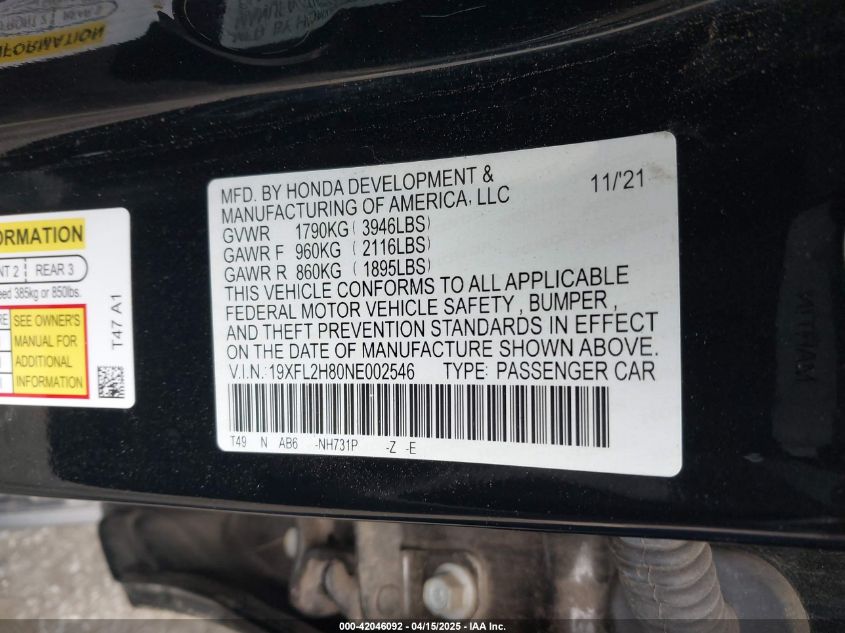 MFD. BY HONDA DEVELOPMENT &
MANUFACTURING OF AMERICA, LLC
11/'21
GVWR 1790KG ( 3946LBS)
GAWR F 960KG ( 2116LBS)
GAWR R 860KG ( 1895LBS)
THIS VEHICLE CONFORMS TO ALL APPLICABLE
FEDERAL MOTOR VEHICLE SAFETY , BUMPER ,
AND THEFT PREVENTION STANDARDS IN EFFECT
ON THE DATE OF MANUFACTURE SHOWN ABOVE.
V.I.N.: 19XFL2H80NE002546 TYPE: PASSENGER CAR
T49 N AB6 -NH731P -Z -E
ORMATION
NT 2 REAR 3
eed 385kg or 850lbs.
RE
SEE OWNER'S
MANUAL FOR
ADDITIONAL
INFORMATION
T47 A1
000-42046092 - 04/15/2025 - IAA Inc.